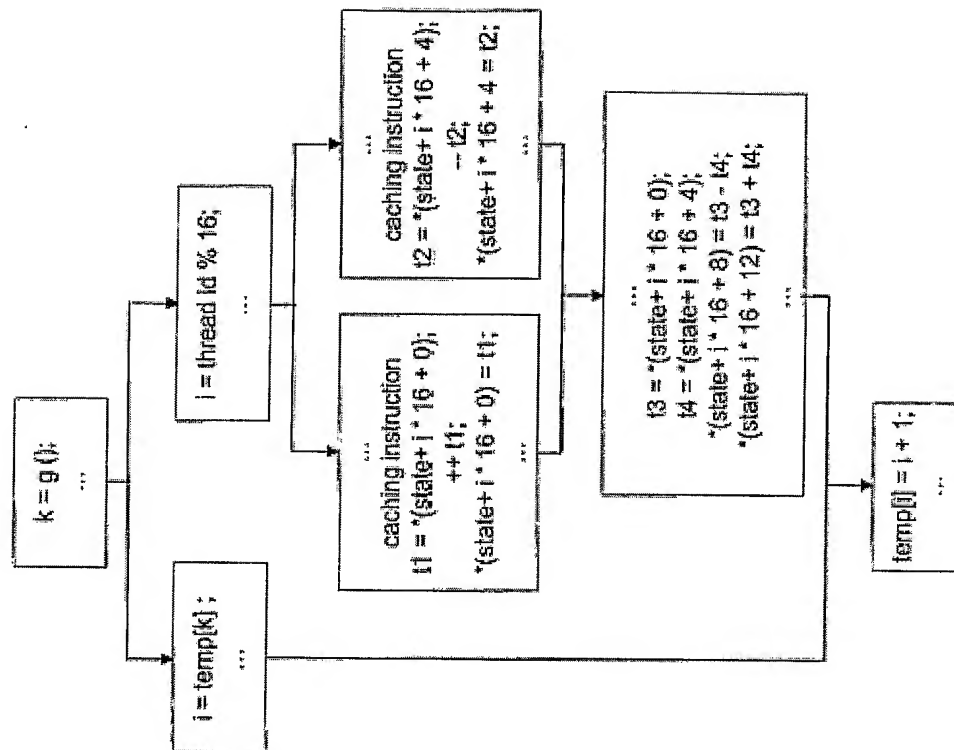 k = g ();
...
i = temp[k] ;
...
i = thread Id % 16;
...
...
caching instruction
t1 = *(state+ i * 16 + 0);
++ t1;
*(state+ i * 16 + 0) = t1;
...
...
caching instruction
t2 = *(state+ i * 16 + 4);
-- t2;
*(state+ i * 16 + 4 = t2;
...
...
t3 = *(state+ i * 16 + 0);
t4 = *(state+ i * 16 + 4);
*(state+ i * 16 + 8) = t3 - t4;
*(state+ i * 16 + 12) = t3 + t4;
...
temp[i] = i + 1;
...